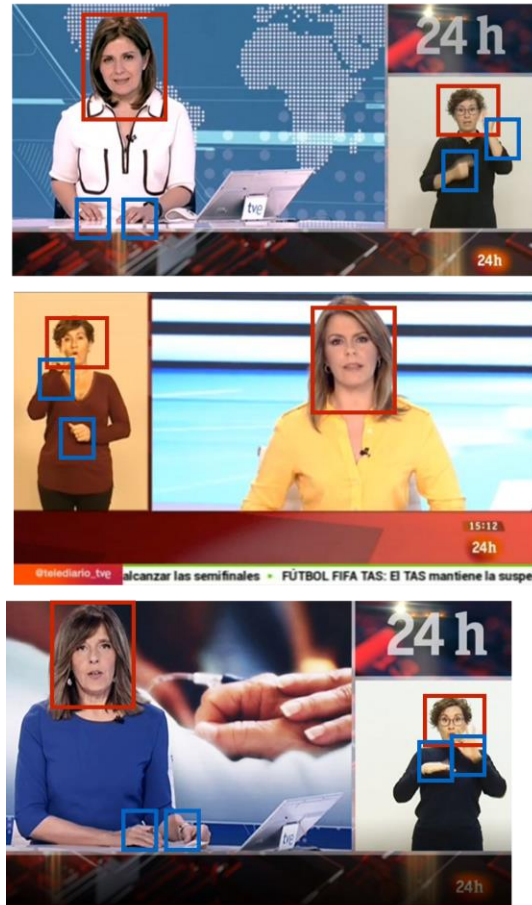 24 h
tve
24h
15:12
24h
@telediario_tve
alcanzar las semifinales • FÚTBOL FIFA TAS: El TAS mantiene la suspe
24 h
tve
24h